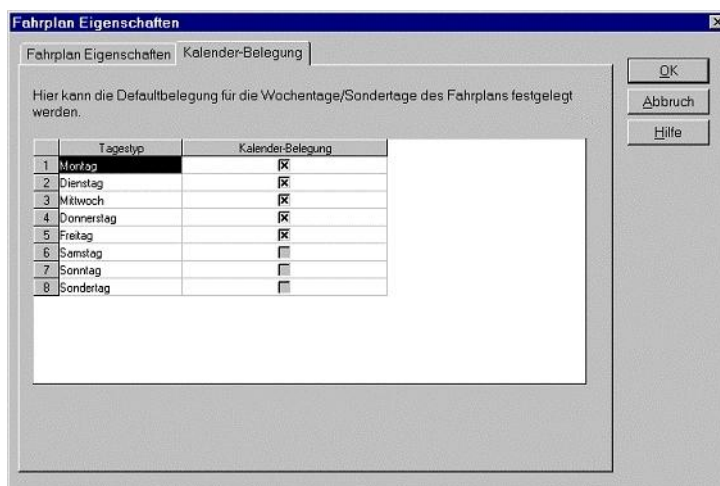 Fahrplan Eigenschaften
Fahrplan Eigenschaften Kalender-Belegung
OK
Abbruch
Hilfe
Hier kann die Defaultbelegung für die Wochentage/Sondertage des Fahrplans festgelegt
werden.
Tagestyp Kalender-Belegung
1 Montag
2 Dienstag
3 Mittwoch
4 Donnerstag
5 Freitag
6 Samstag
7 Sonntag
8 Sondertag